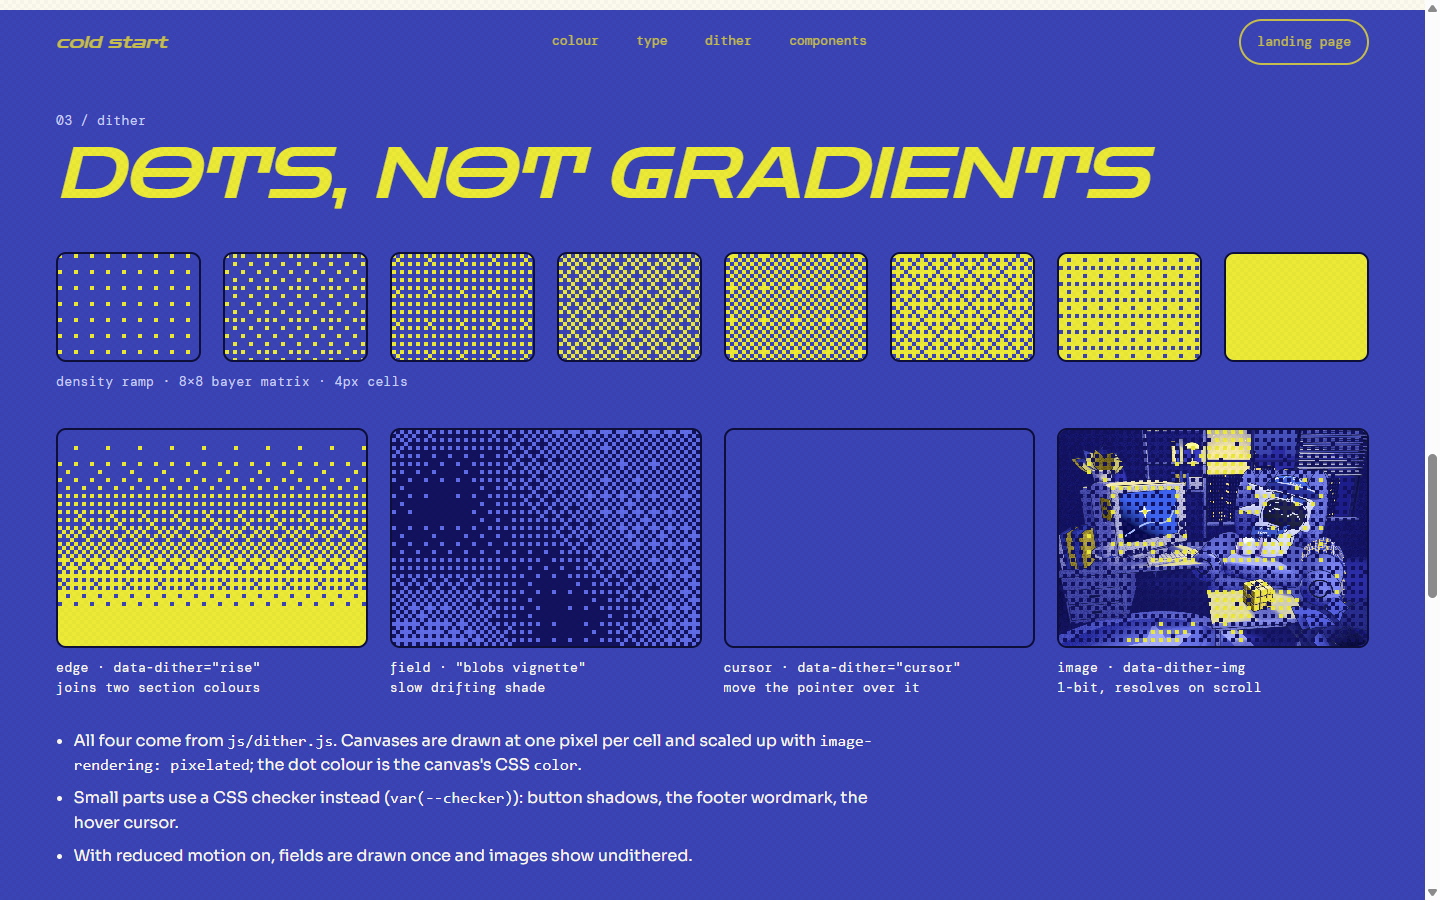 cold start
colour type dither components
landing page
03 / dither
DOTS, NOT GRADIENTS
density ramp · 8×8 bayer matrix · 4px cells
edge · data-dither="rise"
joins two section colours
field · "blobs vignette"
slow drifting shade
cursor · data-dither="cursor"
move the pointer over it
image · data-dither-img
1-bit, resolves on scroll
• All four come from js/dither.js. Canvases are drawn at one pixel per cell and scaled up with image-
rendering: pixelated; the dot colour is the canvas's CSS color.
• Small parts use a CSS checker instead (var(--checker)): button shadows, the footer wordmark, the
hover cursor.
• With reduced motion on, fields are drawn once and images show undithered.